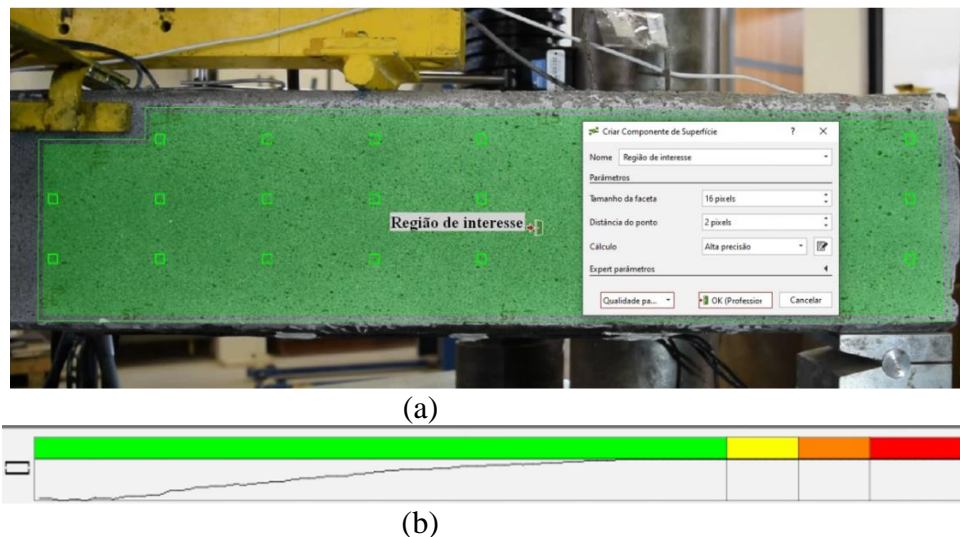 Criar Componente de Superfície ? ×
Nome Região de interesse
Parâmetros
Tamanho da faceta 16 pixels
Distância do ponto 2 pixels
Cálculo Alta precisão
Expert parâmetros
Qualidade pa... OK (Professior Cancelar
Região de interesse
(a)
(b)